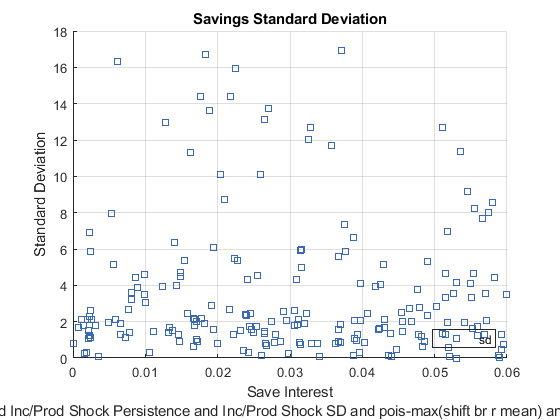 Savings Standard Deviation
18
16
14
12
10
8
6
4
2
0
Standard Deviation
sd
0 0.01 0.02 0.03 0.04 0.05 0.06
Save Interest
d Inc/Prod Shock Persistence and Inc/Prod Shock SD and pois-max(shift br r mean) an